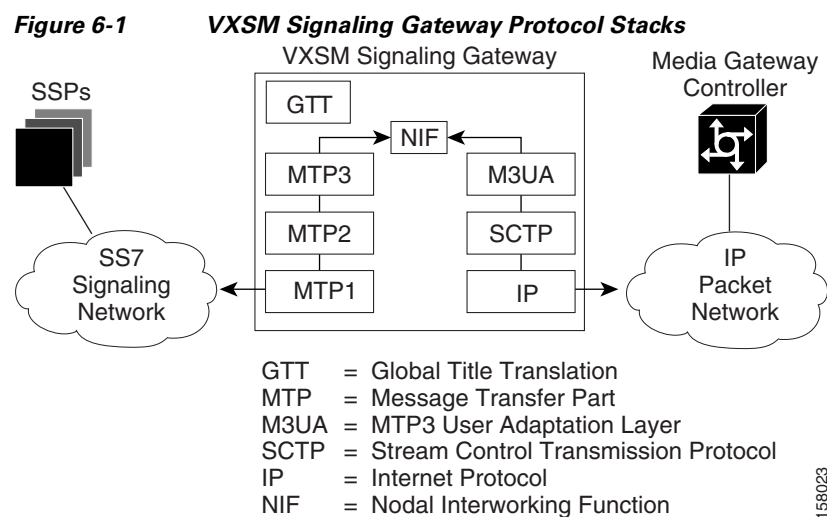 Figure 6-1 VXSM Signaling Gateway Protocol Stacks
VXSM Signaling Gateway
Media Gateway
Controller
SSPs
GTT
NIF
MTP3
M3UA
MTP2
SCTP
MTP1
IP
SS7
Signaling
Network
IP
Packet
Network
GTT = Global Title Translation
MTP = Message Transfer Part
M3UA = MTP3 User Adaptation Layer
SCTP = Stream Control Transmission Protocol
IP = Internet Protocol
NIF = Nodal Interworking Function
158023